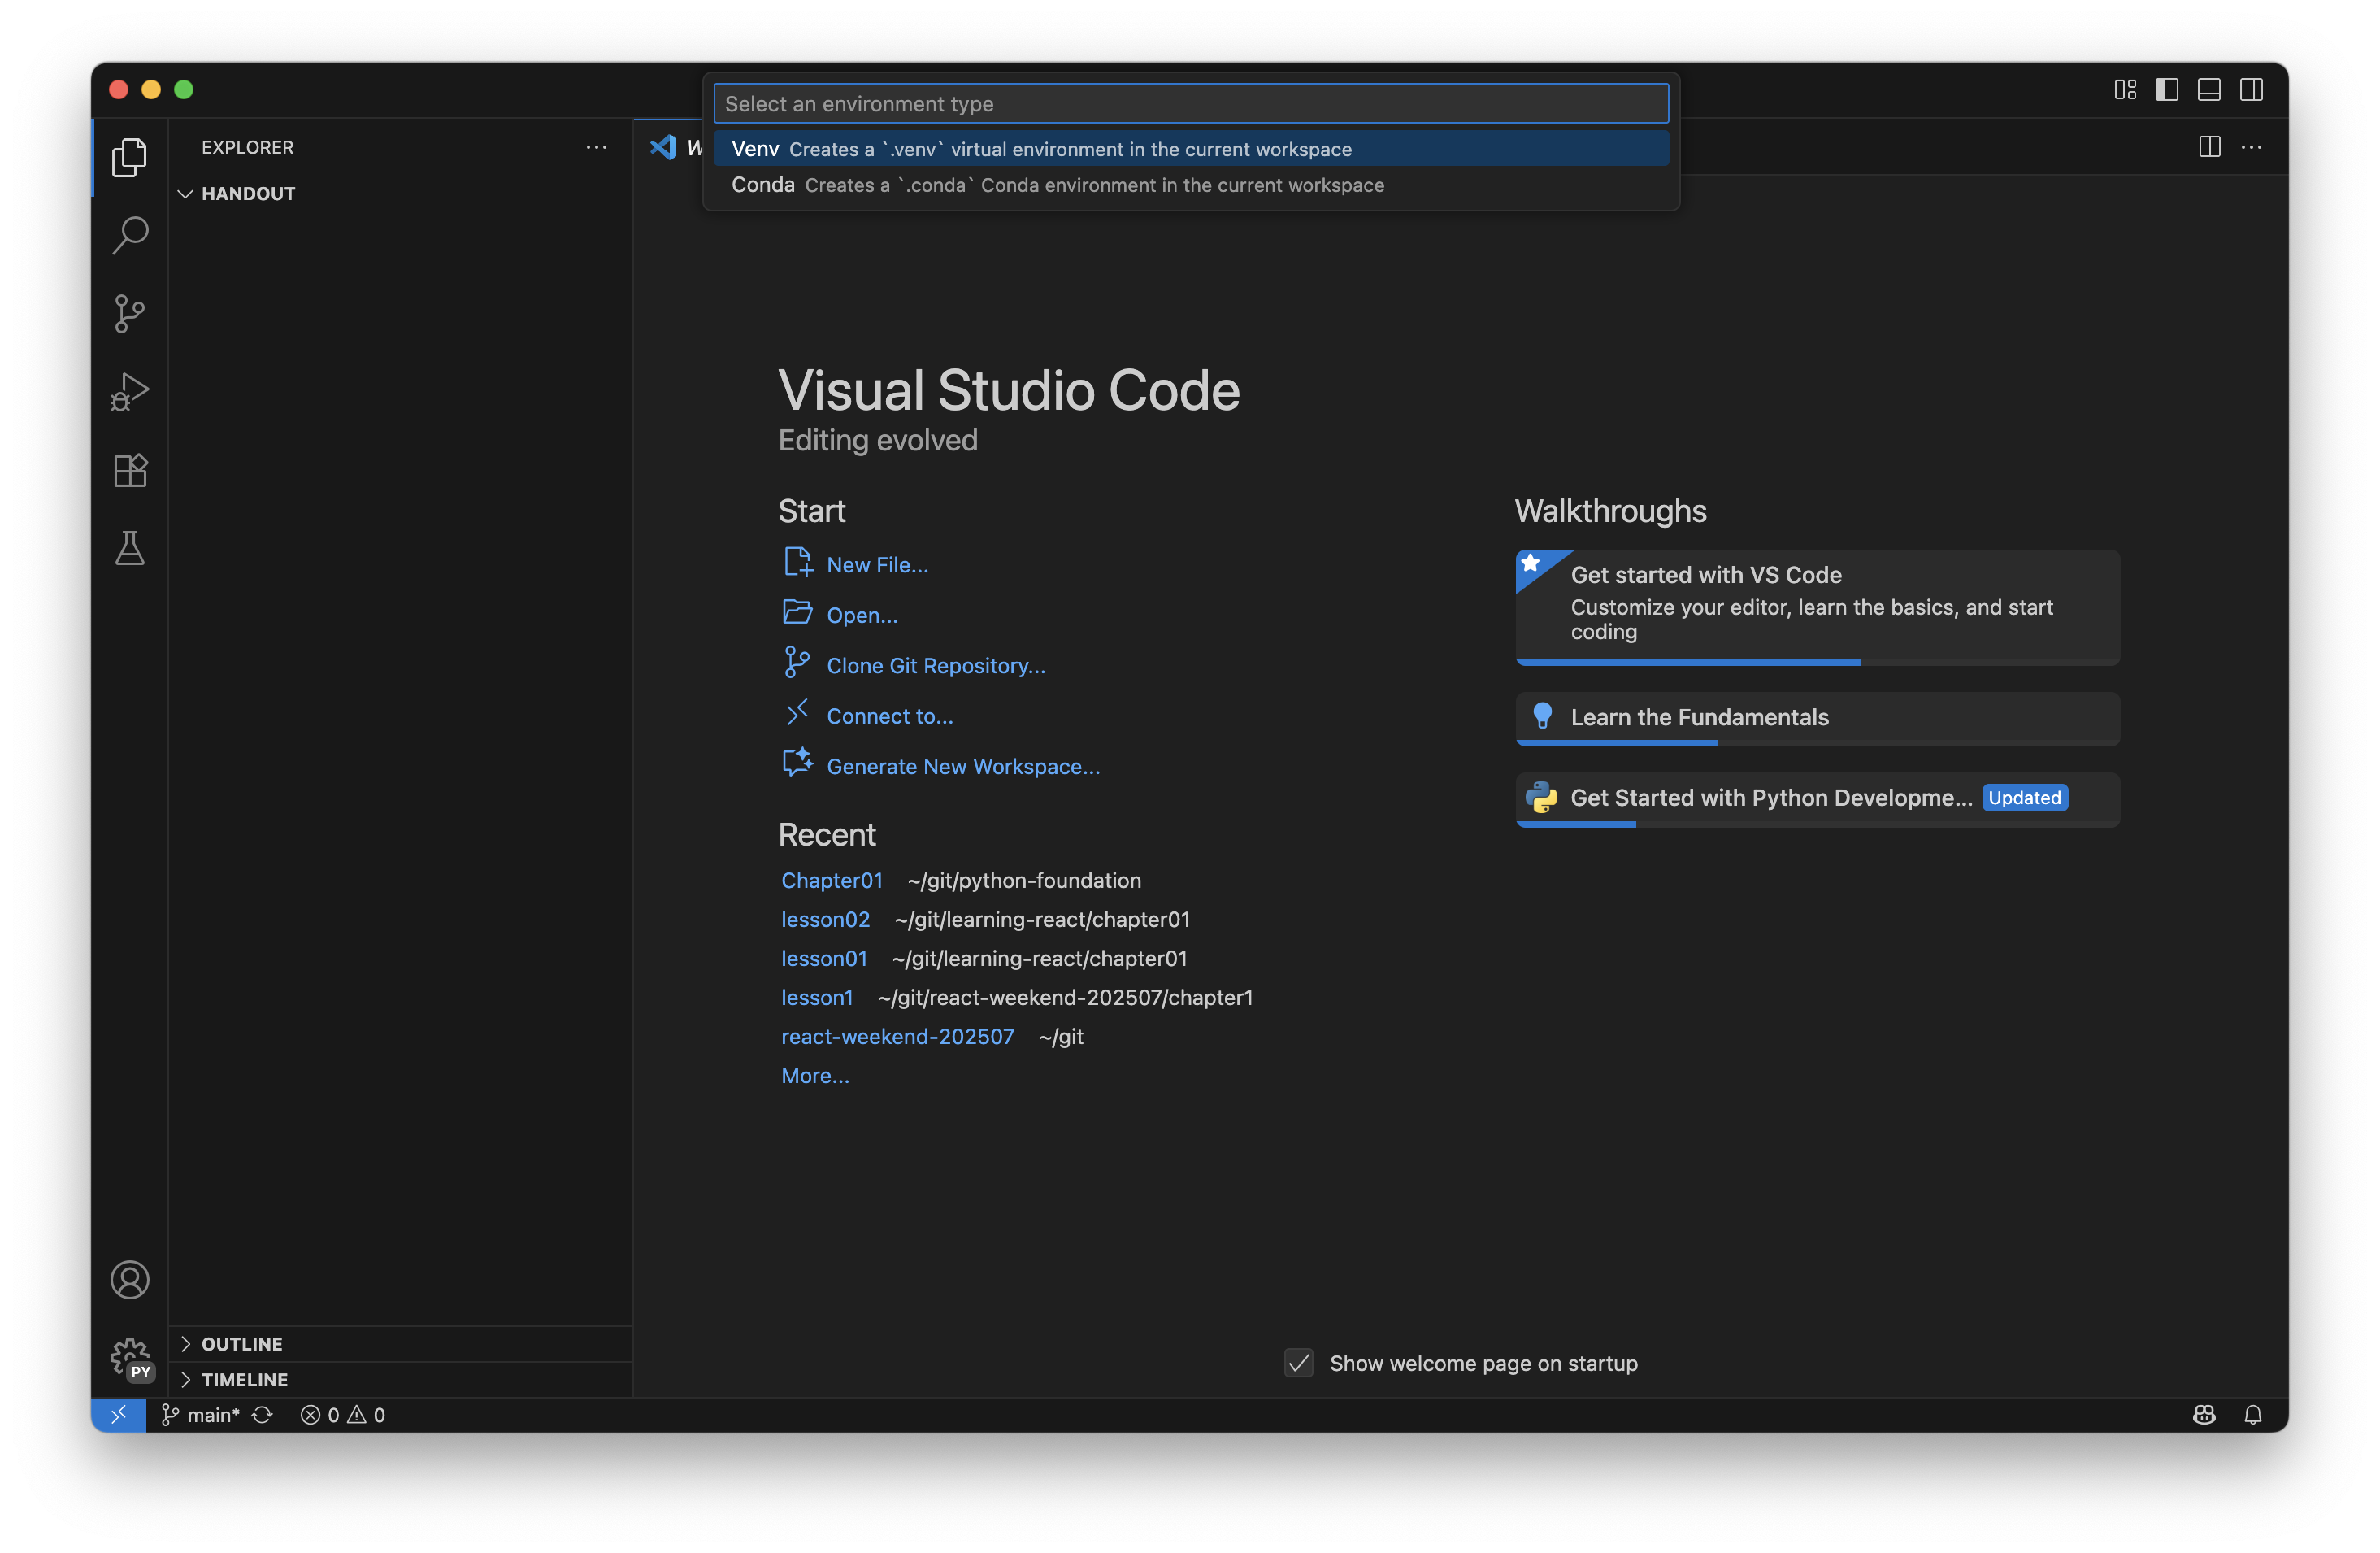 Select an environment type
Venv Creates a `.venv` virtual environment in the current workspace
Conda Creates a `.conda` Conda environment in the current workspace
EXPLORER
HANDOUT
W
Visual Studio Code
Editing evolved
Start
New File...
Open...
Clone Git Repository...
Connect to...
Generate New Workspace...
Recent
Chapter01 ~/git/python-foundation
lesson02 ~/git/learning-react/chapter01
lesson01 ~/git/learning-react/chapter01
lesson1 ~/git/react-weekend-202507/chapter1
react-weekend-202507 ~/git
More...
Walkthroughs
Get started with VS Code
Customize your editor, learn the basics, and start
coding
Learn the Fundamentals
Get Started with Python Developme... Updated
Show welcome page on startup
OUTLINE
PY
TIMELINE
main* 0 0